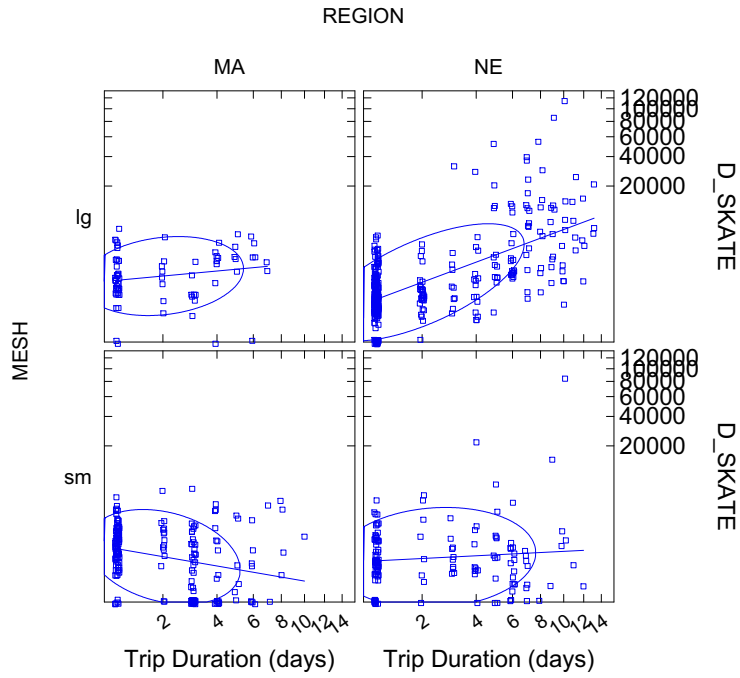 REGION
MA NE
120000
100000
80000
60000
40000
20000
lg
D_SKATE
MESH
120000
100000
80000
60000
40000
20000
sm
D_SKATE
2 4 6 8 10 12 14 2 4 6 8 10 12 14
Trip Duration (days) Trip Duration (days)